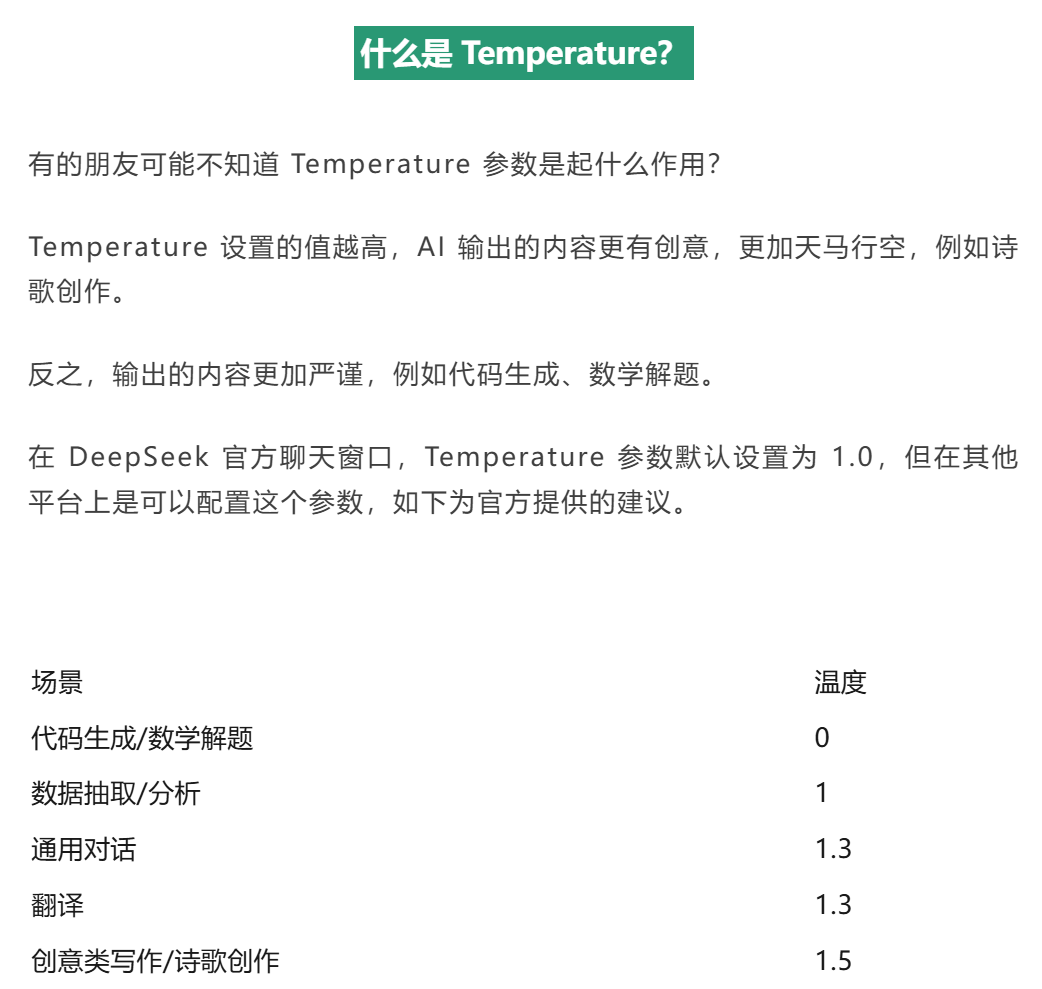 什么是 Temperature？
有的朋友可能不知道 Temperature 参数是起什么作用？
Temperature 设置的值越高，AI 输出的内容更有创意，更加天马行空，例如诗
歌创作。
反之，输出的内容更加严谨，例如代码生成、数学解题。
在 DeepSeek 官方聊天窗口，Temperature 参数默认设置为 1.0，但在其他
平台上是可以配置这个参数，如下为官方提供的建议。
场景 温度
代码生成/数学解题 0
数据抽取/分析 1
通用对话 1.3
翻译 1.3
创意类写作/诗歌创作 1.5